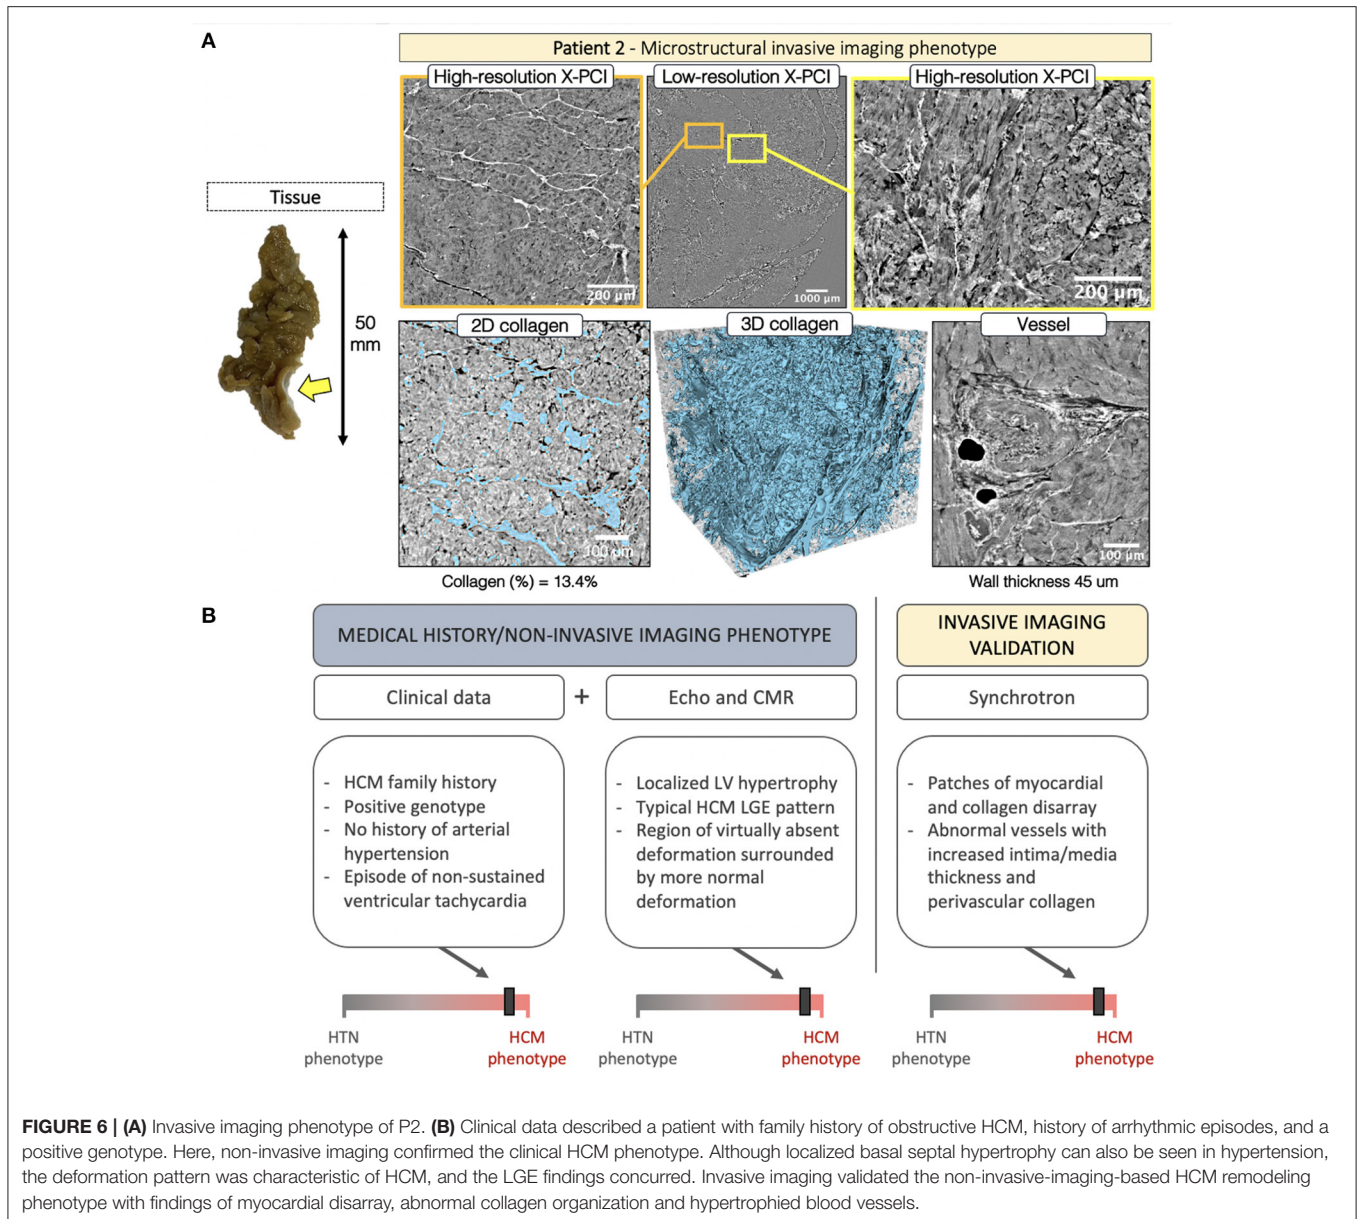 A
Patient 2 - Microstructural invasive imaging phenotype
High-resolution X-PCI
Low-resolution X-PCI
High-resolution X-PCI
Tissue
50
mm
200 µm
1000 µm
200 µm
2D collagen
3D collagen
Vessel
100 µm
100 µm
Collagen (%) = 13.4%
Wall thickness 45 um
B
MEDICAL HISTORY/NON-INVASIVE IMAGING PHENOTYPE
INVASIVE IMAGING
VALIDATION
Clinical data
+
Echo and CMR
Synchrotron
- HCM family history
- Positive genotype
- No history of arterial
hypertension
- Episode of non-sustained
ventricular tachycardia
- Localized LV hypertrophy
- Typical HCM LGE pattern
- Region of virtually absent
deformation surrounded
by more normal
deformation
- Patches of myocardial
and collagen disarray
- Abnormal vessels with
increased intima/media
thickness and
perivascular collagen
HTN
phenotype
HCM
phenotype
HTN
phenotype
HCM
phenotype
HTN
phenotype
HCM
phenotype
FIGURE 6 | (A) Invasive imaging phenotype of P2. (B) Clinical data described a patient with family history of obstructive HCM, history of arrhythmic episodes, and a
positive genotype. Here, non-invasive imaging confirmed the clinical HCM phenotype. Although localized basal septal hypertrophy can also be seen in hypertension,
the deformation pattern was characteristic of HCM, and the LGE findings concurred. Invasive imaging validated the non-invasive-imaging-based HCM remodeling
phenotype with findings of myocardial disarray, abnormal collagen organization and hypertrophied blood vessels.